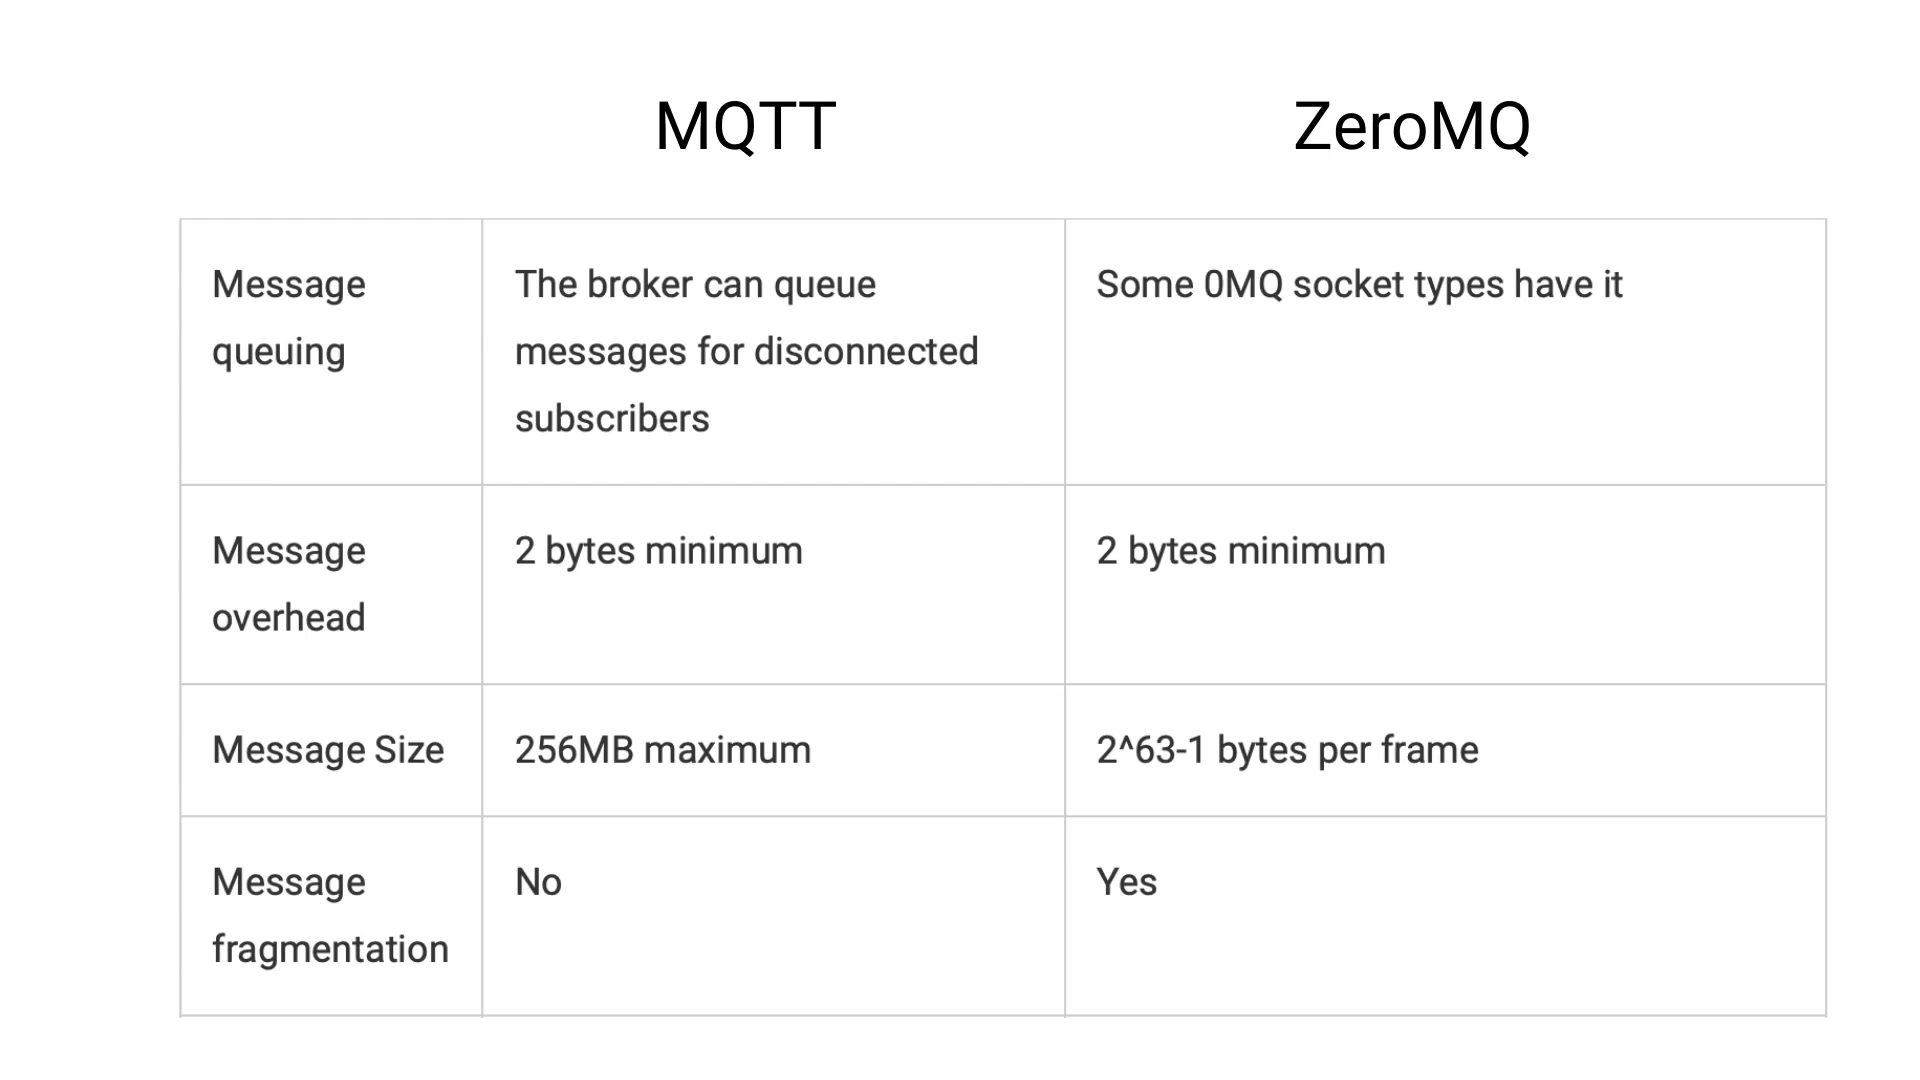 MQTT
ZeroMQ
Message
queuing
The broker can queue
messages for disconnected
subscribers
Some 0MQ socket types have it
Message
overhead
2 bytes minimum
2 bytes minimum
Message Size
256MB maximum
2^63-1 bytes per frame
Message
fragmentation
No
Yes